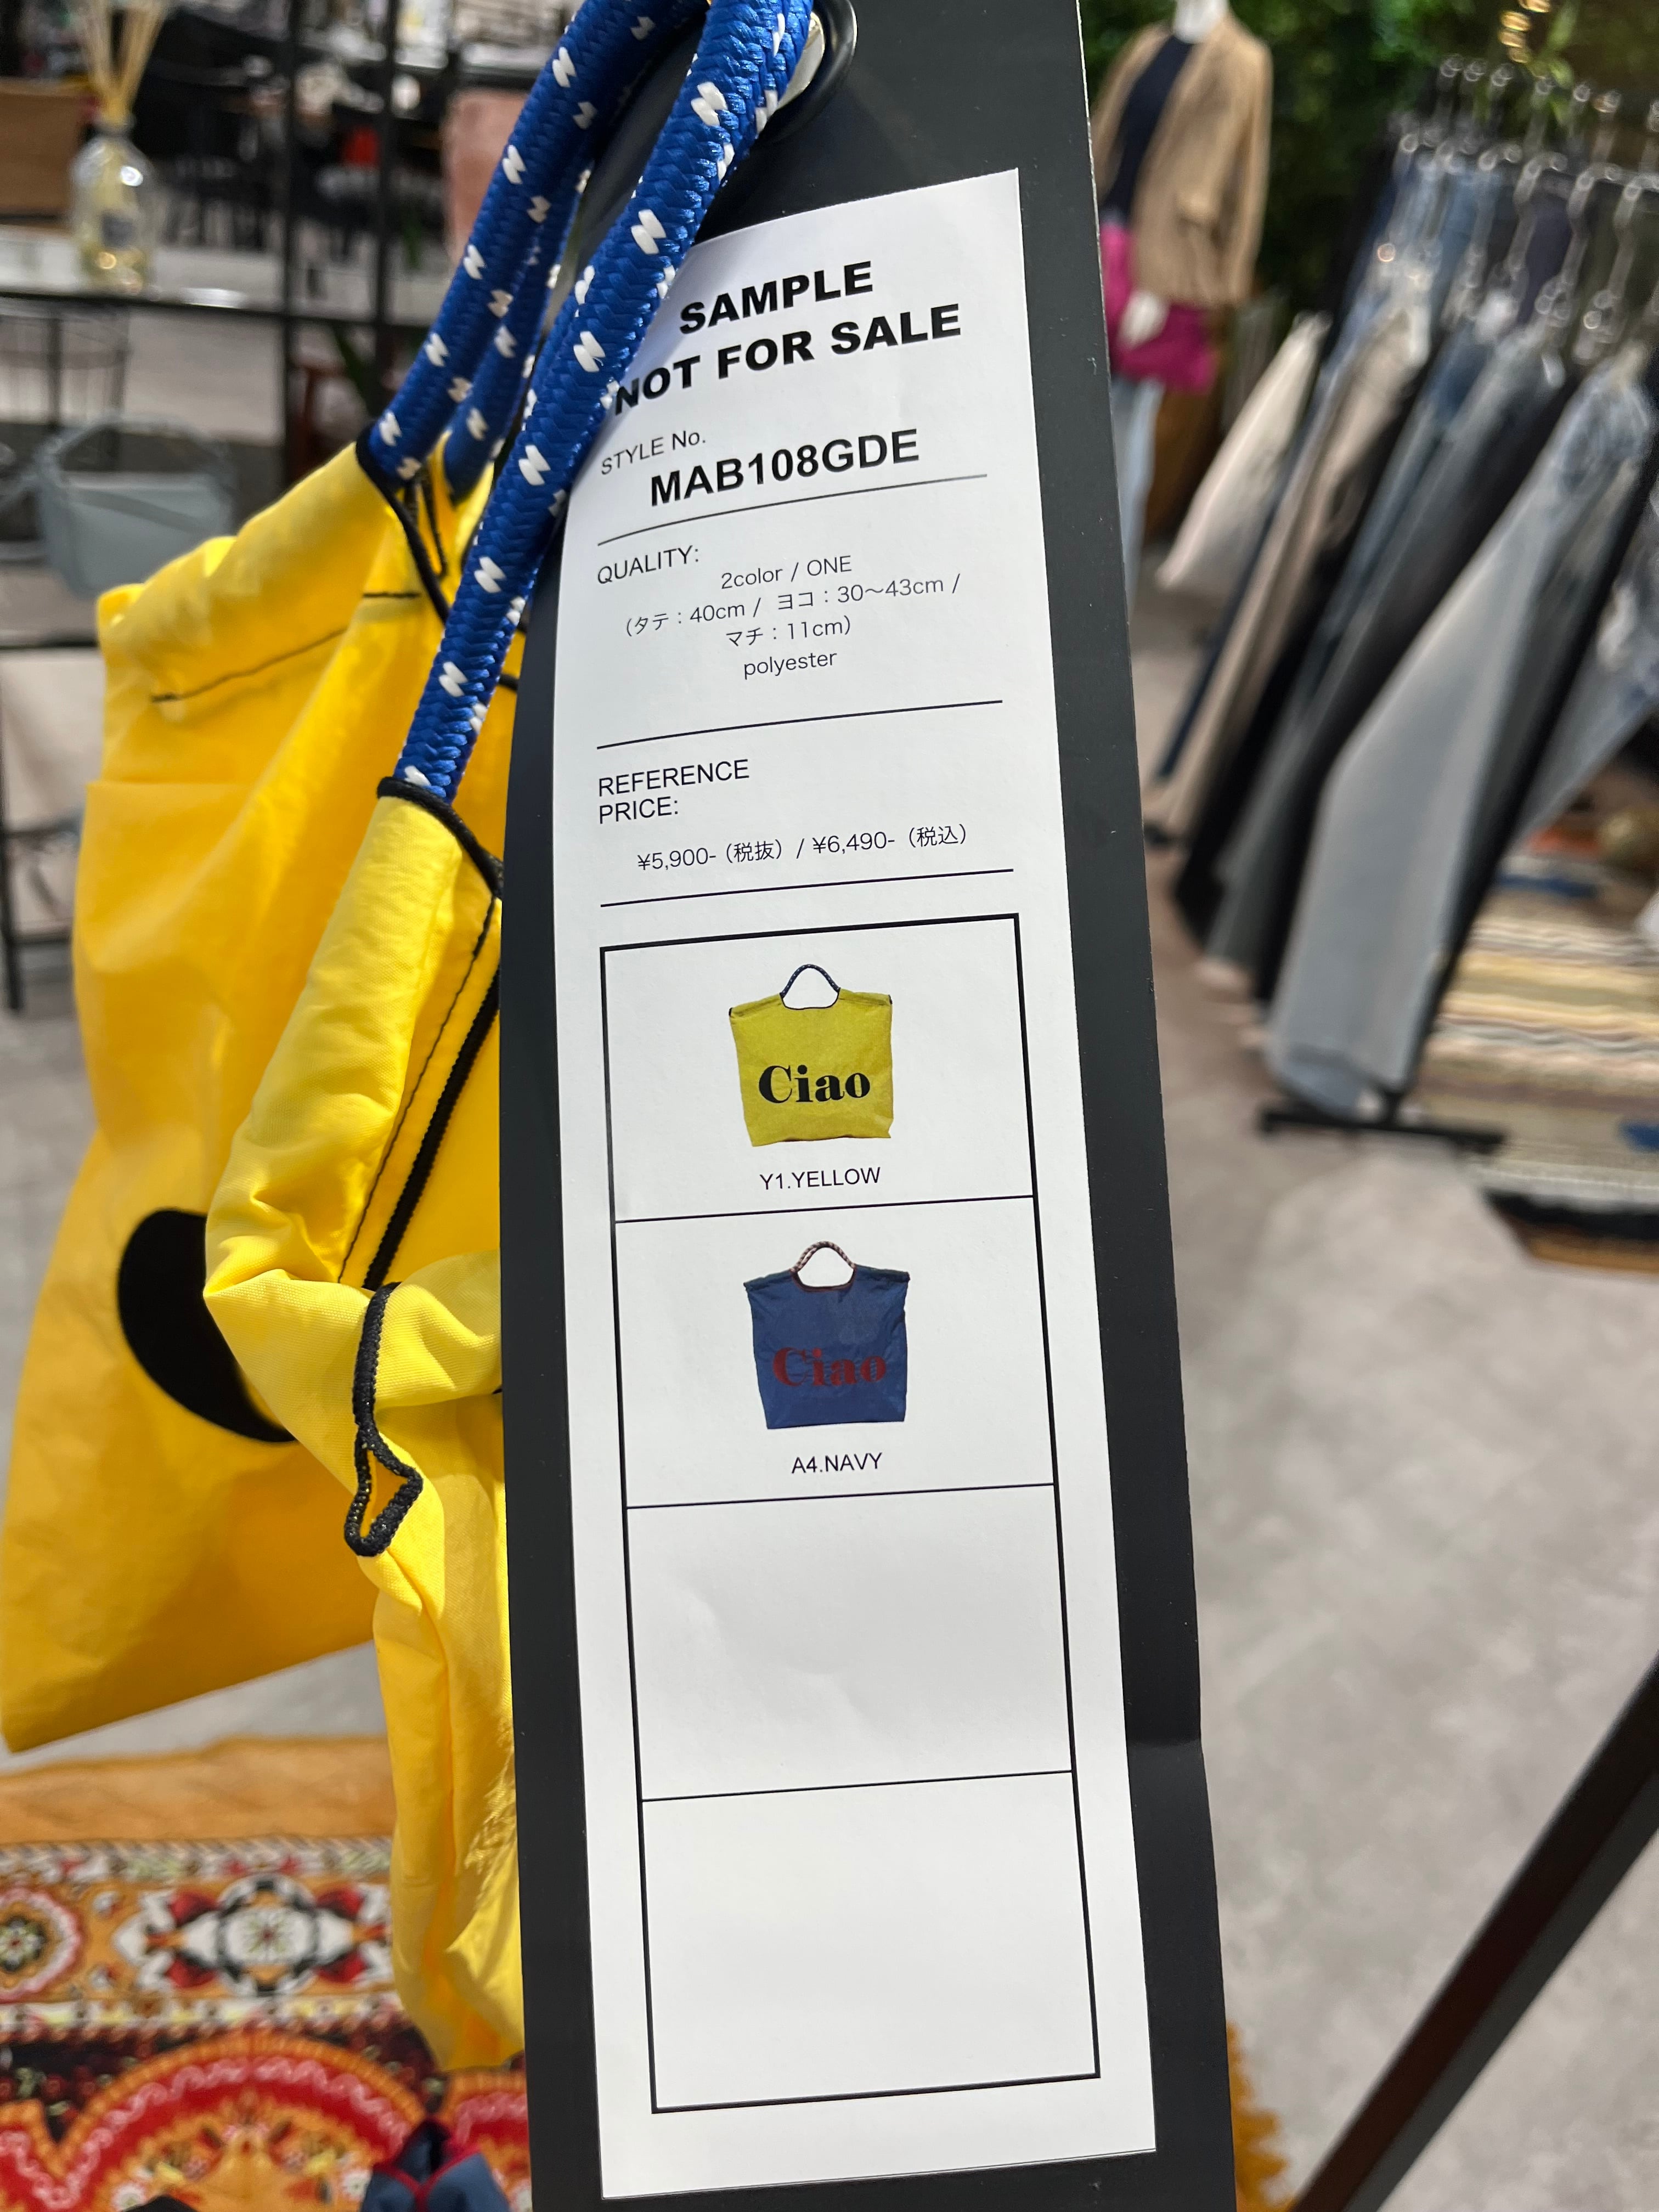 SAMPLE
NOT FOR SALE
STYLE No.
MAB108GDE
QUALITY:
2color / ONE
（タテ：40cm / ヨコ：30〜43cm /
マチ：11cm）
polyester
REFERENCE
PRICE:
¥5,900-（税抜）/ ¥6,490-（税込）
Ciao
Y1.YELLOW
Ciao
A4.NAVY